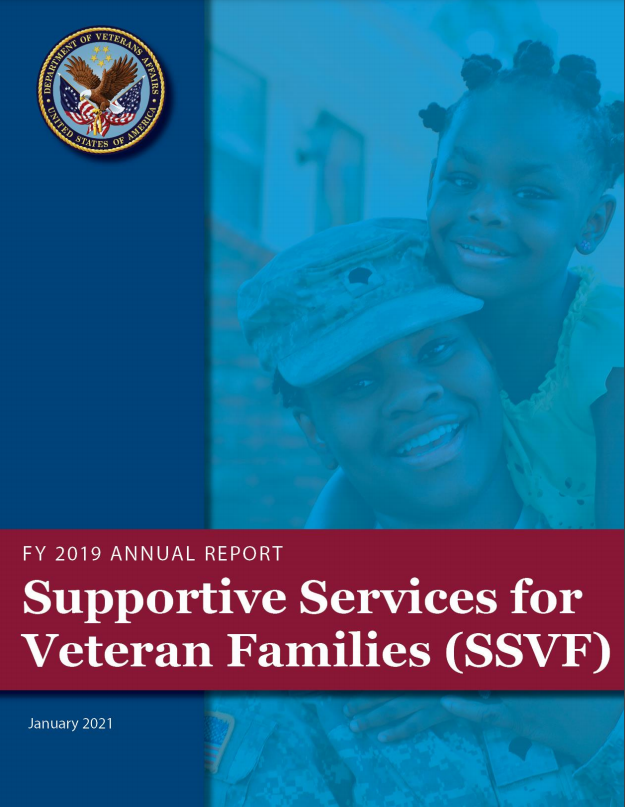 DEPARTMENT OF VETERANS AFFAIRS
UNITED STATES OF AMERICA
FY 2019 ANNUAL REPORT
Supportive Services for
Veteran Families (SSVF)
January 2021